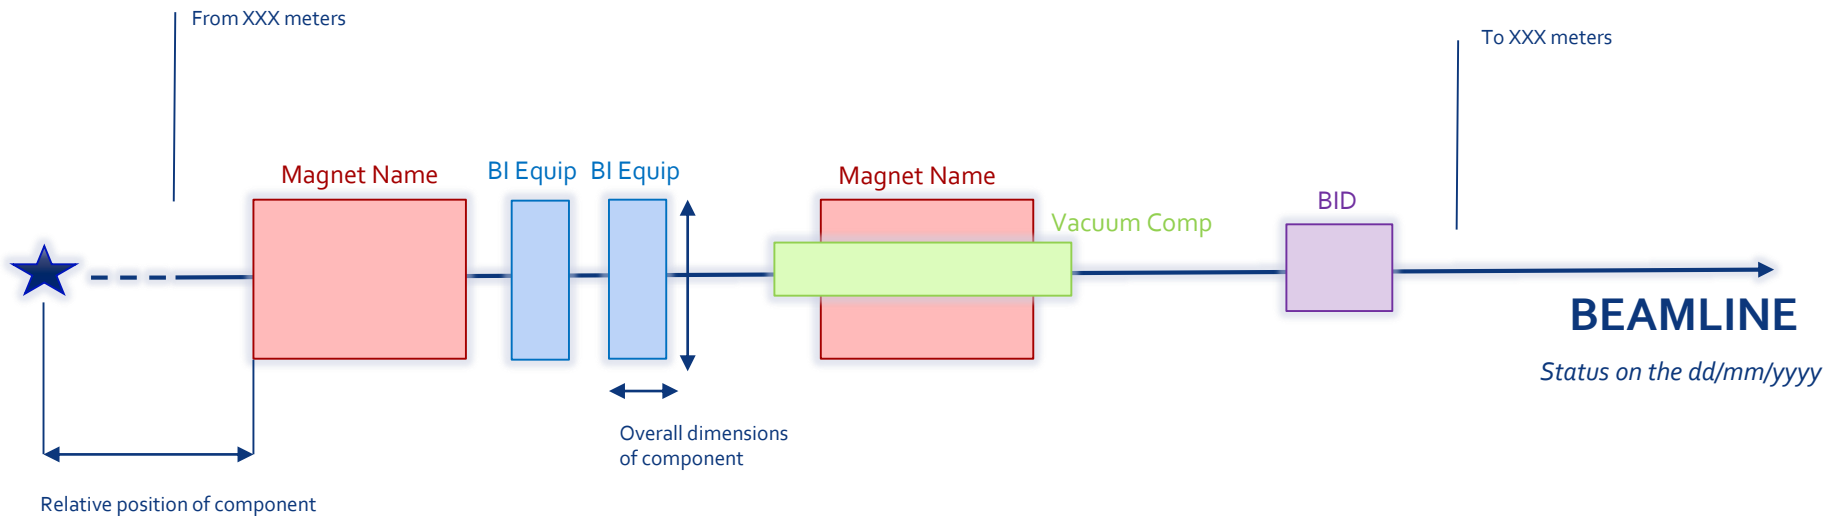 From XXX meters
To XXX meters
Magnet Name
BI Equip
BI Equip
Magnet Name
Vacuum Comp
BID
BEAMLINE
Status on the dd/mm/yyyy
Overall dimensions
of component
Relative position of component